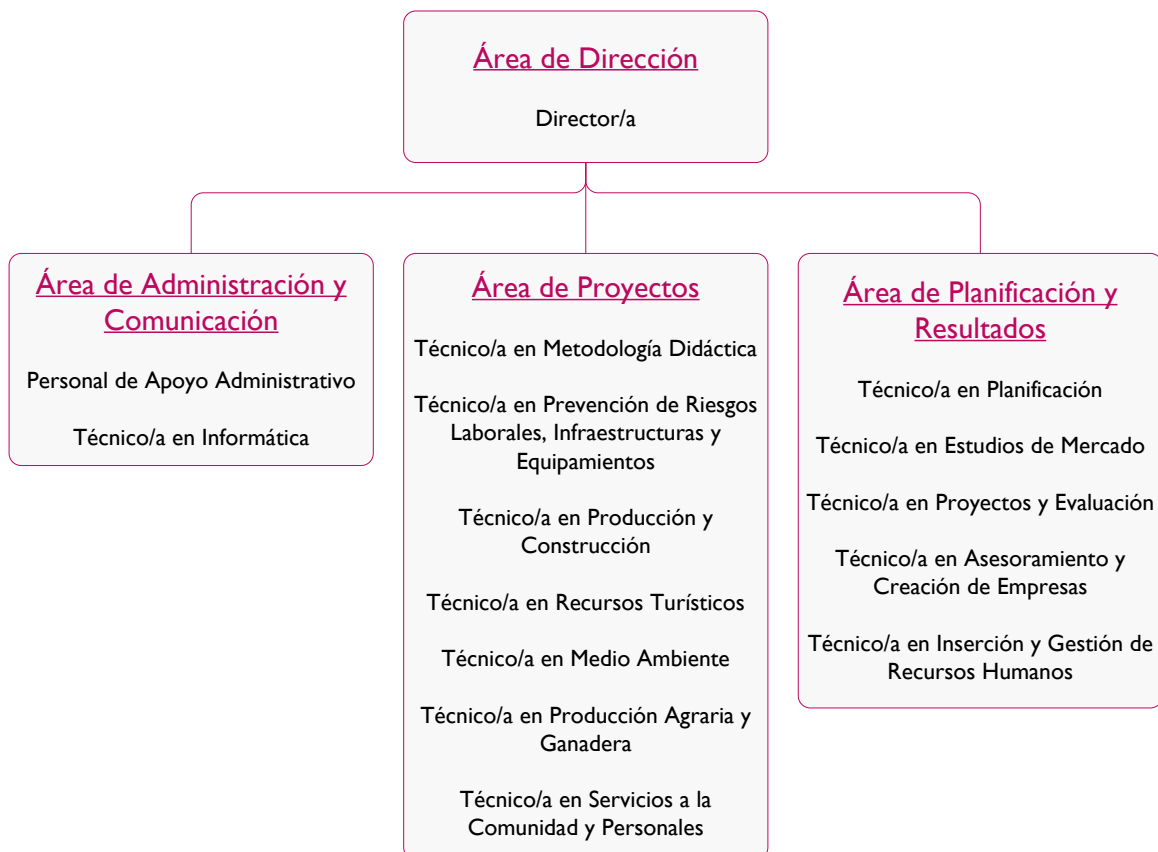 Área de Dirección
Director/a
Área de Administración y
Comunicación
Personal de Apoyo Administrativo
Técnico/a en Informática
Área de Proyectos
Técnico/a en Metodología Didáctica
Técnico/a en Prevención de Riesgos
Laborales, Infraestructuras y
Equipamientos
Técnico/a en Producción y
Construcción
Técnico/a en Recursos Turísticos
Técnico/a en Medio Ambiente
Técnico/a en Producción Agraria y
Ganadera
Técnico/a en Servicios a la
Comunidad y Personales
Área de Planificación y
Resultados
Técnico/a en Planificación
Técnico/a en Estudios de Mercado
Técnico/a en Proyectos y Evaluación
Técnico/a en Asesoramiento y
Creación de Empresas
Técnico/a en Inserción y Gestión de
Recursos Humanos